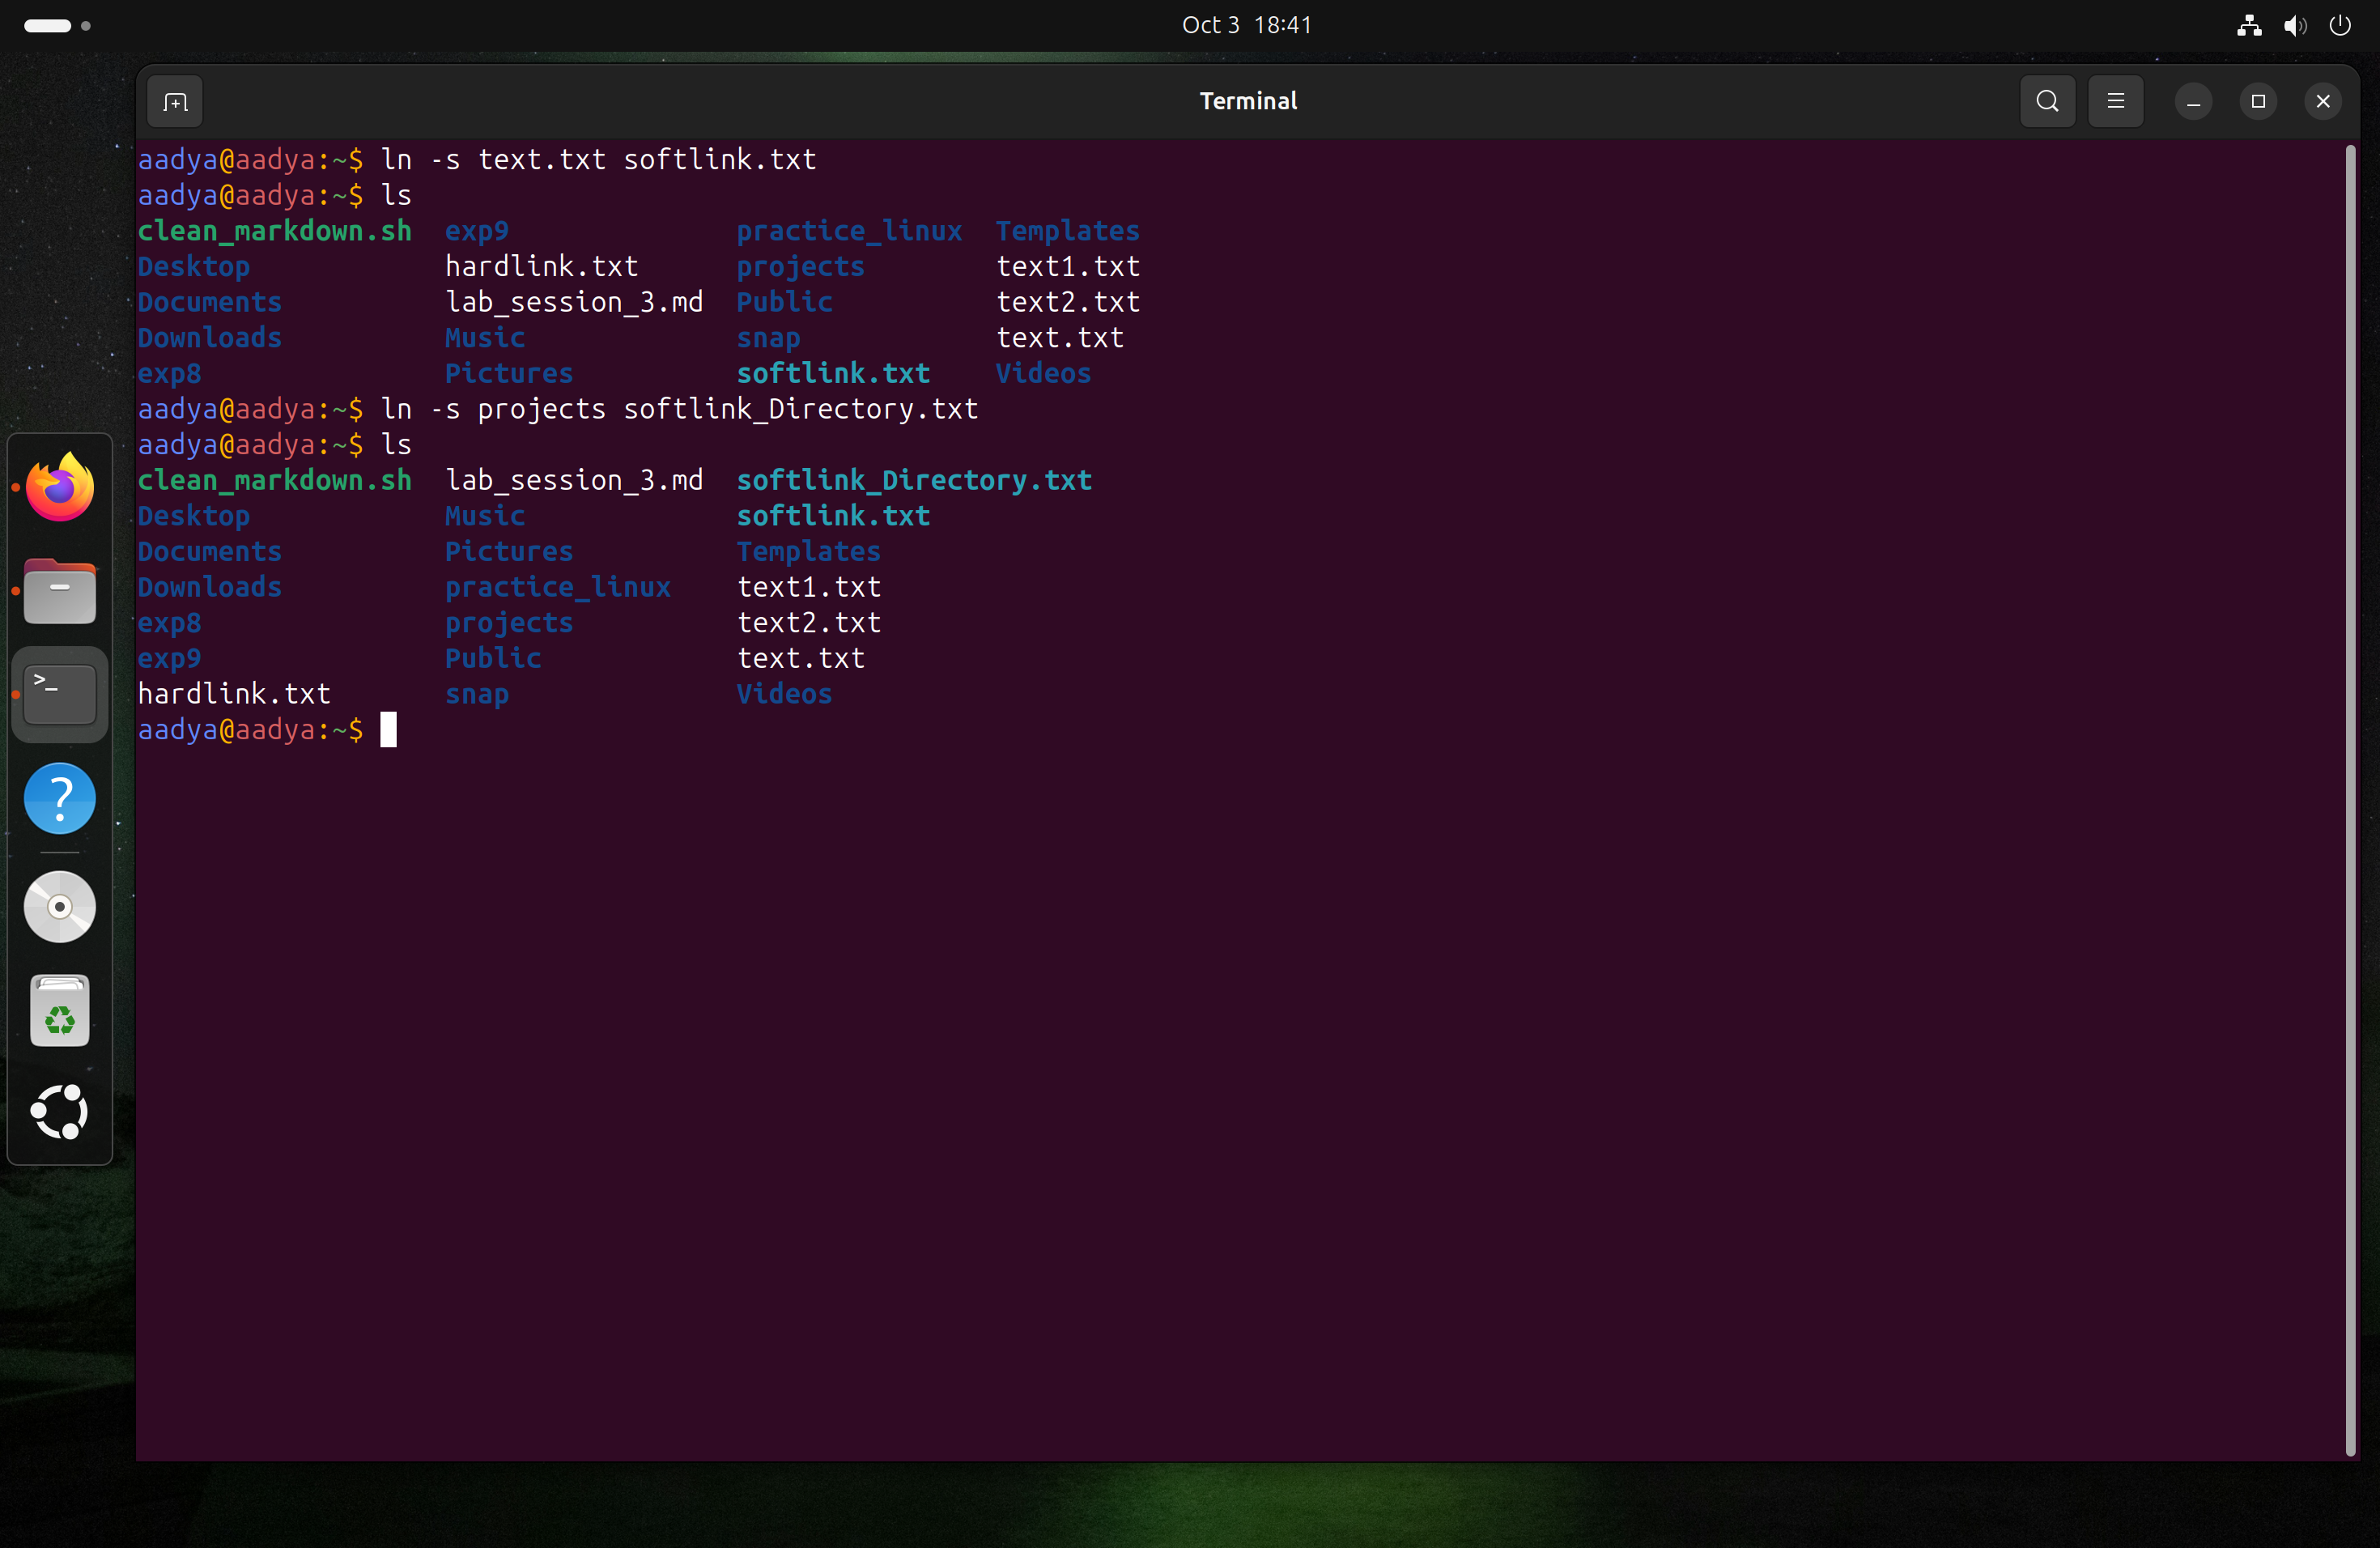 Oct 3 18:41
Terminal
aadya@aadya:~$ ln -s text.txt softlink.txt
aadya@aadya:~$ ls
clean_markdown.sh exp9 practice_linux Templates
Desktop hardlink.txt projects text1.txt
Documents lab_session_3.md Public text2.txt
Downloads Music snap text.txt
exp8 Pictures softlink.txt Videos
aadya@aadya:~$ ln -s projects softlink_Directory.txt
aadya@aadya:~$ ls
clean_markdown.sh lab_session_3.md softlink_Directory.txt
Desktop Music softlink.txt
Documents Pictures Templates
Downloads practice_linux text1.txt
exp8 projects text2.txt
exp9 Public text.txt
hardlink.txt snap Videos
aadya@aadya:~$